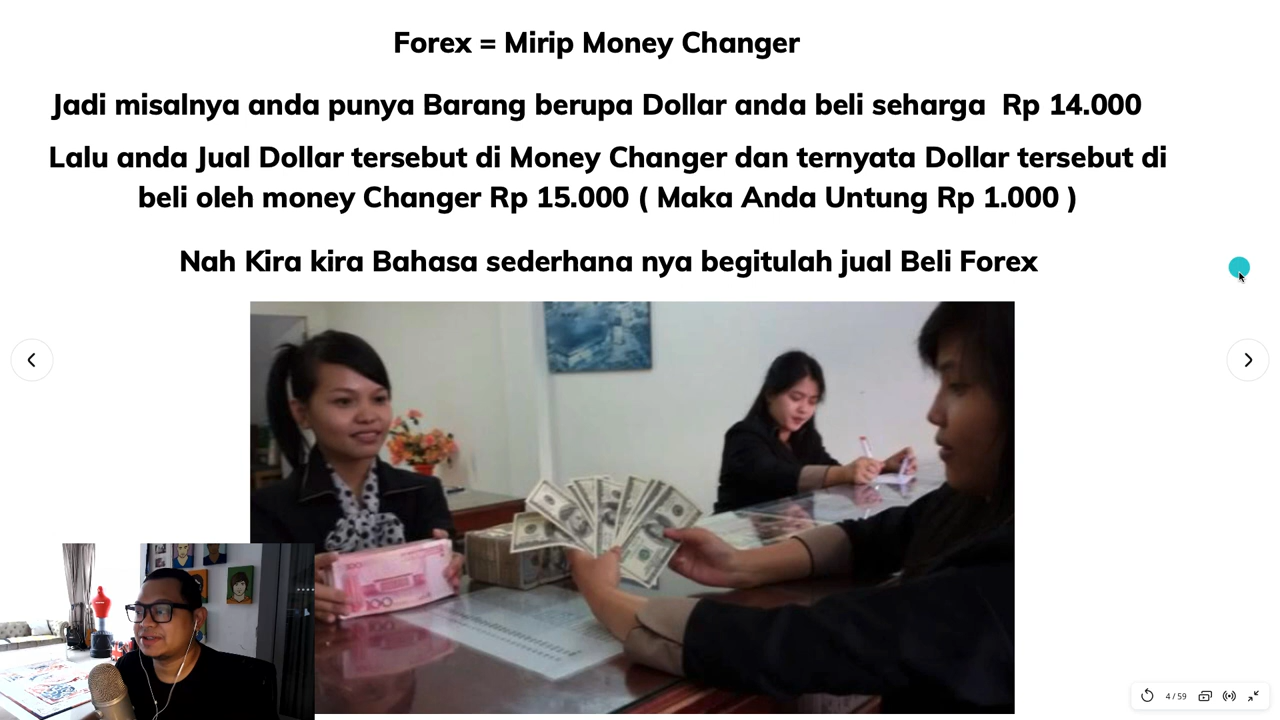 Forex = Mirip Money Changer
Jadi misalnya anda punya Barang berupa Dollar anda beli seharga Rp 14.000
Lalu anda Jual Dollar tersebut di Money Changer dan ternyata Dollar tersebut di
beli oleh money Changer Rp 15.000 ( Maka Anda Untung Rp 1.000 )
Nah Kira kira Bahasa sederhana nya begitulah jual Beli Forex
100
100
4 / 59